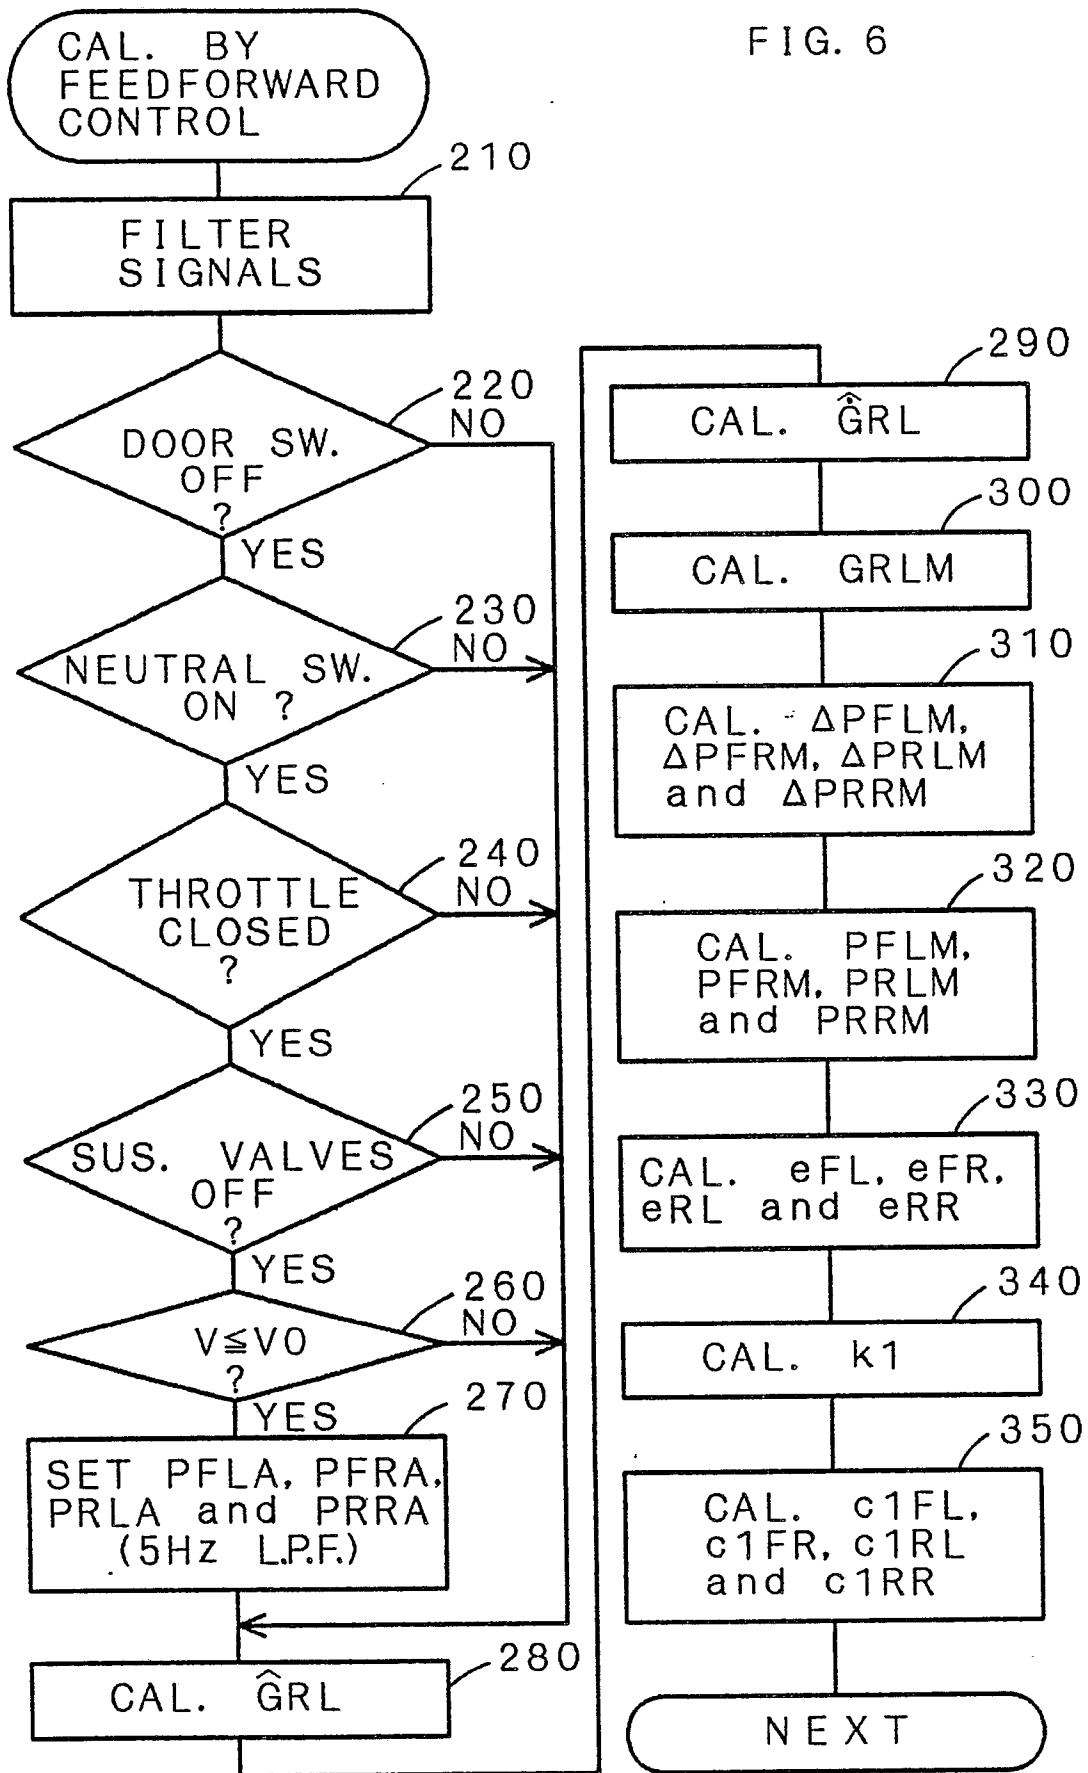 FIG. 6
CAL. BY
FEEDFORWARD
CONTROL
210
FILTER
SIGNALS
220
NO
DOOR SW.
OFF
?
YES
230
NO
NEUTRAL SW.
ON ?
YES
240
NO
THROTTLE
CLOSED
?
YES
250
NO
SUS. VALVES
OFF
?
YES
260
NO
V≦V0
?
YES
270
SET PFLA, PFRA,
PRLA and PRRA
(5Hz L.P.F.)
280
CAL. ĜRL
290
CAL. Ĝ̇RL
300
CAL. GRLM
310
CAL. ΔPFLM,
ΔPFRM, ΔPRLM
and ΔPRRM
320
CAL. PFLM,
PFRM, PRLM
and PRRM
330
CAL. eFL, eFR,
eRL and eRR
340
CAL. k1
350
CAL. c1FL,
c1FR, c1RL
and c1RR
NEXT